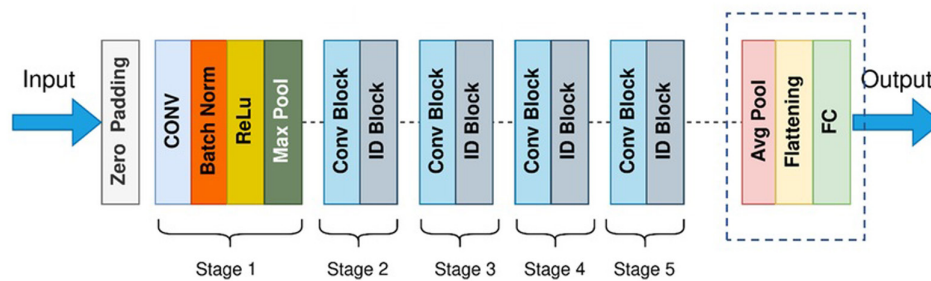 Input
Zero Padding
CONV
Batch Norm
ReLu
Max Pool
Conv Block
ID Block
Conv Block
ID Block
Conv Block
ID Block
Conv Block
ID Block
Avg Pool
Flattening
FC
Output
Stage 1
Stage 2
Stage 3
Stage 4
Stage 5